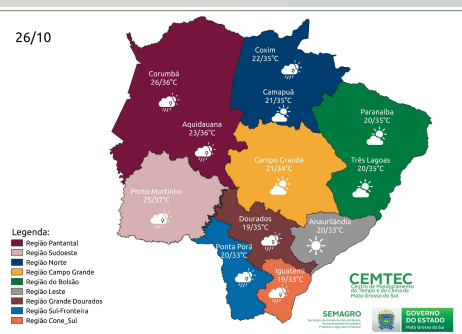 26/10
Coxim
22/35°C
Corumbá
26/36°C
Camapuã
21/35°C
Paranaiba
20/35°C
Aquidauana
23/36°C
Campo Grande
21/34°C
Três Lagoas
20/35°C
Porto Murtinho
25/37°C
Dourados
19/35°C
Anaurilândia
20/33°C
Ponta Porã
20/33°C
Iguatemi
19/33°C
Legenda:
Região Pantantal
Região Sudoeste
Região Norte
Região Campo Grande
Região do Bolsão
Região Leste
Região Grande Dourados
Região Sul-Fronteira
Região Cone_Sul
CEMTEC
Centro de Monitoramento
do Tempo e do Clima de
Mato Grosso do Sul
SEMAGRO
GOVERNO
DO ESTADO
Mato Grosso do Sul